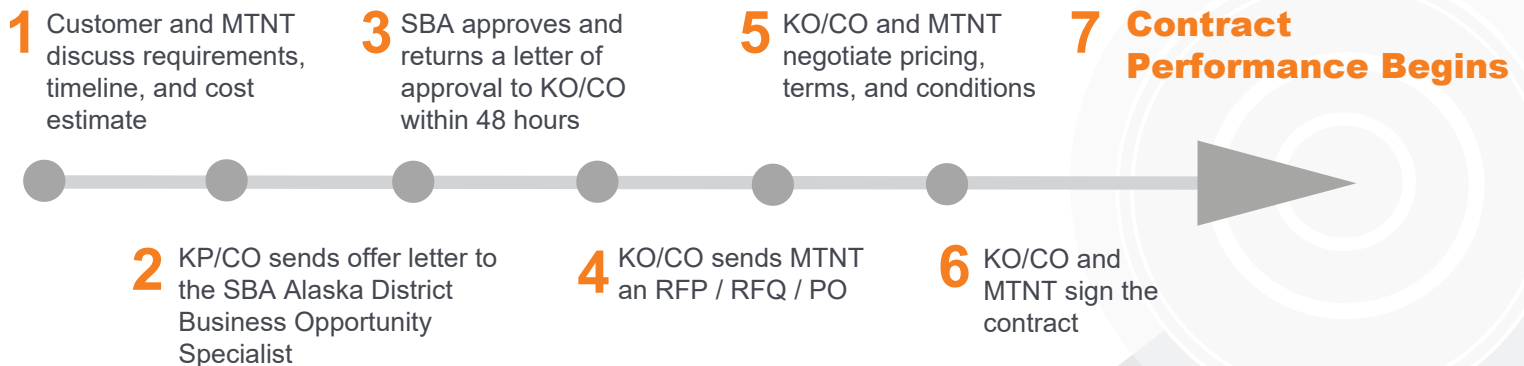 1
Customer and MTNT
discuss requirements,
timeline, and cost
estimate
2
KP/CO sends offer letter to
the SBA Alaska District
Business Opportunity
Specialist
3
SBA approves and
returns a letter of
approval to KO/CO
within 48 hours
4
KO/CO sends MTNT
an RFP / RFQ / PO
5
KO/CO and MTNT
negotiate pricing,
terms, and conditions
6
KO/CO and
MTNT sign the
contract
7
Contract
Performance Begins